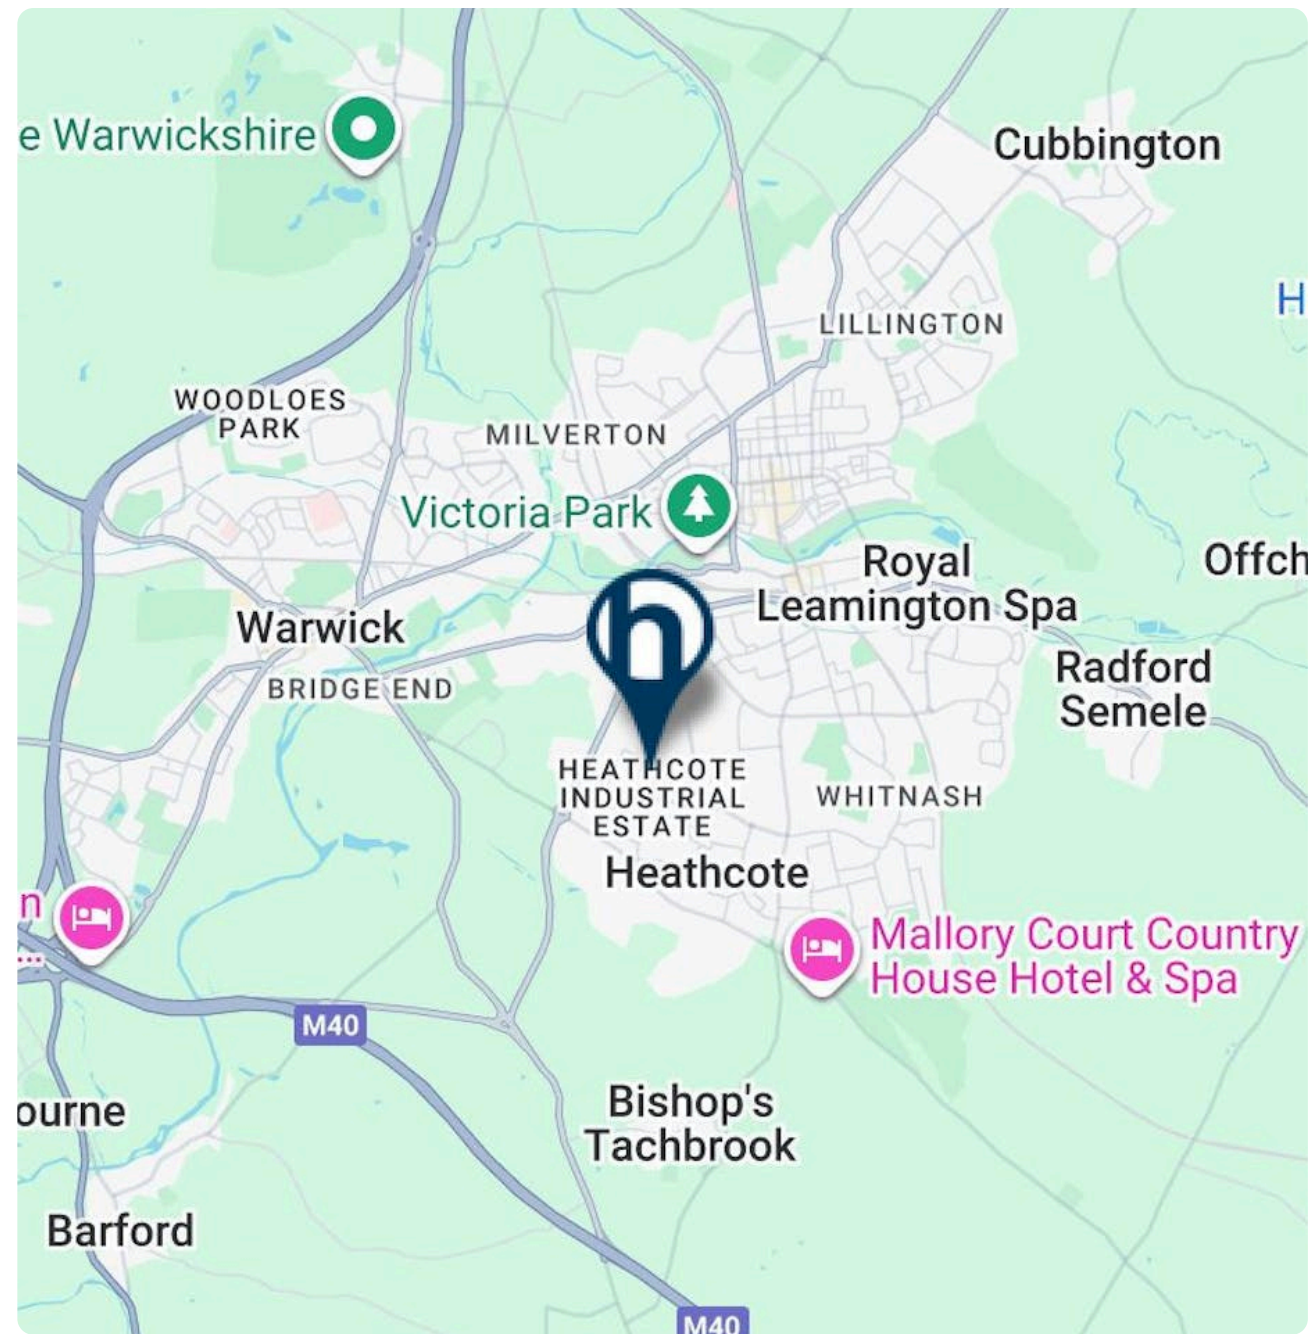 e Warwickshire
Cubbington
H
LILLINGTON
WOODLOES
PARK
MILVERTON
Victoria Park
Royal
Leamington Spa
Offch
h
Warwick
BRIDGE END
Radford
Semele
HEATHCOTE
INDUSTRIAL
ESTATE
WHITNASH
Heathcote
n
...
Mallory Court Country
House Hotel & Spa
M40
ourne
Bishop's
Tachbrook
Barford
M40